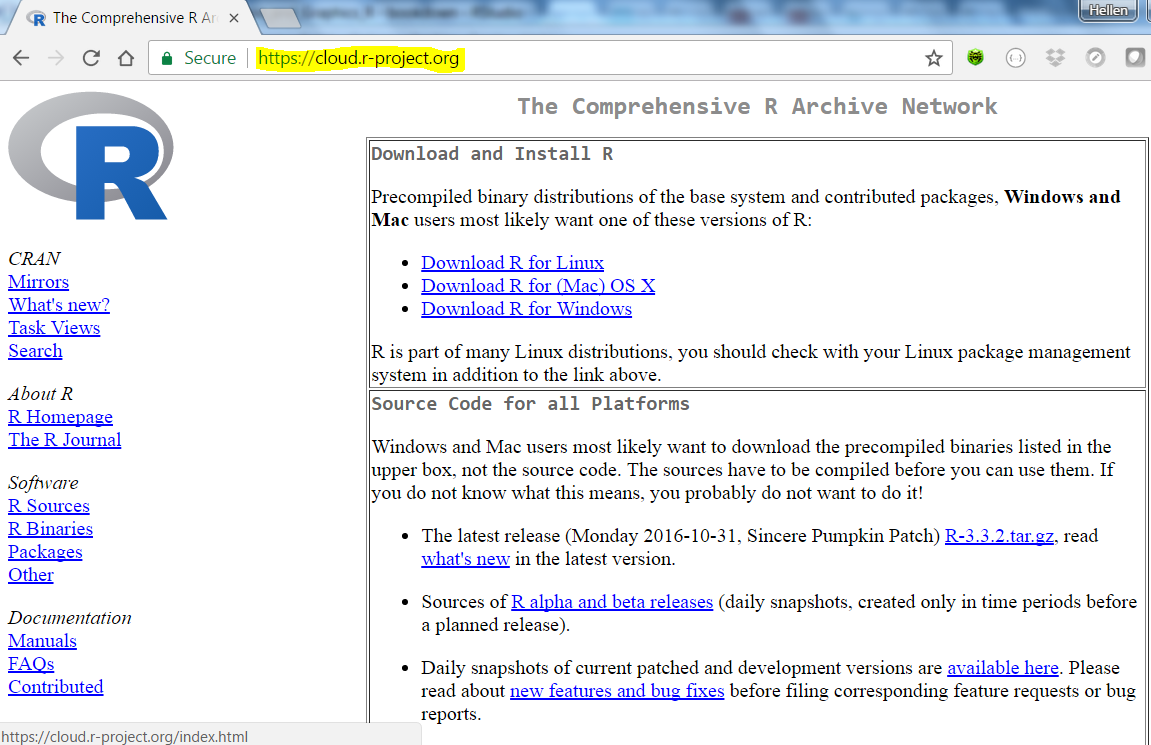 The Comprehensive R Ar
Hellen
Secure
https://cloud.r-project.org
R
The Comprehensive R Archive Network
CRAN
Mirrors
What's new?
Task Views
Search
About R
R Homepage
The R Journal
Software
R Sources
R Binaries
Packages
Other
Documentation
Manuals
FAQs
Contributed
Download and Install R
Precompiled binary distributions of the base system and contributed packages, Windows and
Mac users most likely want one of these versions of R:
Download R for Linux
Download R for (Mac) OS X
Download R for Windows
R is part of many Linux distributions, you should check with your Linux package management
system in addition to the link above.
Source Code for all Platforms
Windows and Mac users most likely want to download the precompiled binaries listed in the
upper box, not the source code. The sources have to be compiled before you can use them. If
you do not know what this means, you probably do not want to do it!
The latest release (Monday 2016-10-31, Sincere Pumpkin Patch) R-3.3.2.tar.gz, read
what's new in the latest version.
Sources of R alpha and beta releases (daily snapshots, created only in time periods before
a planned release).
Daily snapshots of current patched and development versions are available here. Please
read about new features and bug fixes before filing corresponding feature requests or bug
reports.
https://cloud.r-project.org/index.html